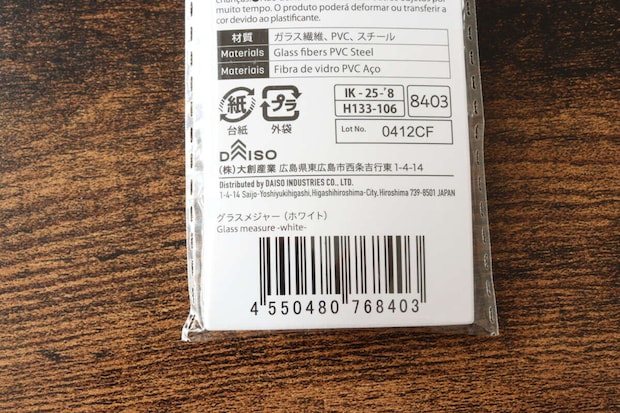 muito tempo. O produto poderá deformar ou transferir a
cor devido ao plastificante.
材質 ガラス繊維、PVC、スチール
Materials Glass fibers PVC Steel
Materiais Fibra de vidro PVC Aço
紙 プラ
台紙 外袋
IK-25-'8 8403
H133-106
Lot No. 0412CF
DAISO
(株)大創産業 広島県東広島市西条吉行東1-4-14
Distributed by DAISO INDUSTRIES CO., LTD.
1-4-14 Saijo-Yoshiyukihigashi, Higashihiroshima-City, Hiroshima 739-8501 JAPAN
グラスメジャー（ホワイト）
Glass measure -white-
4 550480 768403